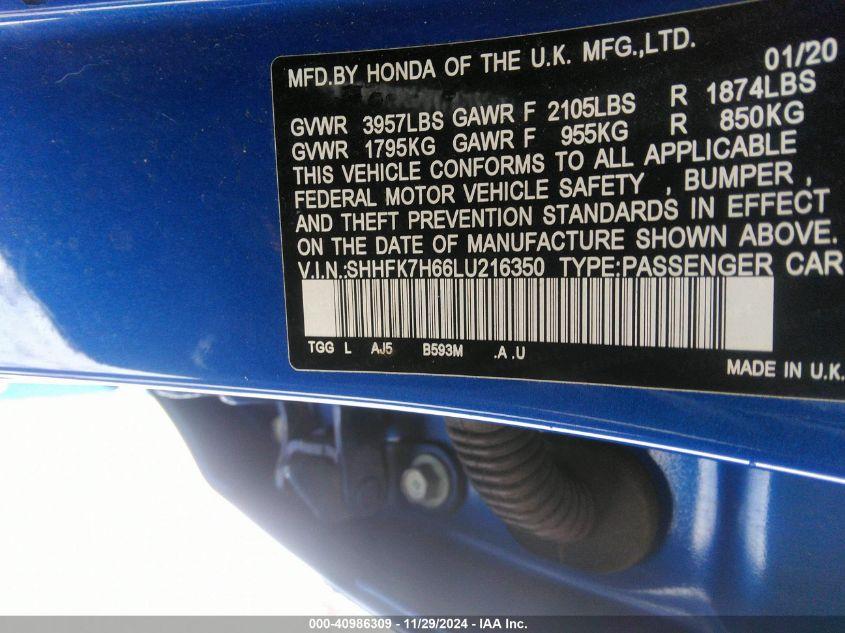 MFD.BY HONDA OF THE U.K. MFG.,LTD. 01/20
GVWR 3957LBS GAWR F 2105LBS R 1874LBS
GVWR 1795KG GAWR F 955KG R 850KG
THIS VEHICLE CONFORMS TO ALL APPLICABLE
FEDERAL MOTOR VEHICLE SAFETY , BUMPER ,
AND THEFT PREVENTION STANDARDS IN EFFECT
ON THE DATE OF MANUFACTURE SHOWN ABOVE.
V.I.N.:SHHFK7H66LU216350 TYPE:PASSENGER CAR
TGG L AJ5 B593M .A .U
MADE IN U.K.
000-40986309 - 11/29/2024 - IAA Inc.